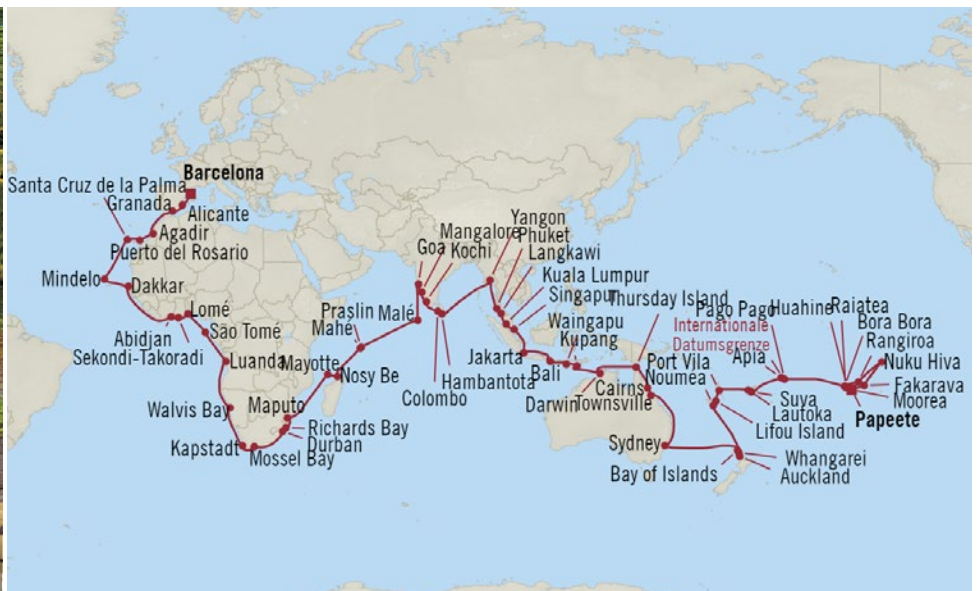 Barcelona
Santa Cruz de la Palma
Granada
Alicante
Agadir
Puerto del Rosario
Mindelo
Dakkar
Lomé
Abidjan
Sekondi-Takoradi
São Tomé
Luanda
Walvis Bay
Kapstadt
Mossel Bay
Durban
Richards Bay
Maputo
Mayotte
Nosy Be
Praslin
Mahé
Malé
Goa
Mangalore
Kochi
Colombo
Hambantota
Yangon
Phuket
Langkawi
Kuala Lumpur
Singapur
Jakarta
Bali
Waingapu
Kupang
Darwin
Thursday Island
Cairns
Townsville
Sydney
Bay of Islands
Whangarei
Auckland
Port Vila
Nouméa
Lifou Island
Lautoka
Suya
Internationale
Datumsgrenze
Apia
Pago Pago
Huahine
Raiatea
Bora Bora
Rangiroa
Nuku Hiva
Fakarava
Moorea
Papeete